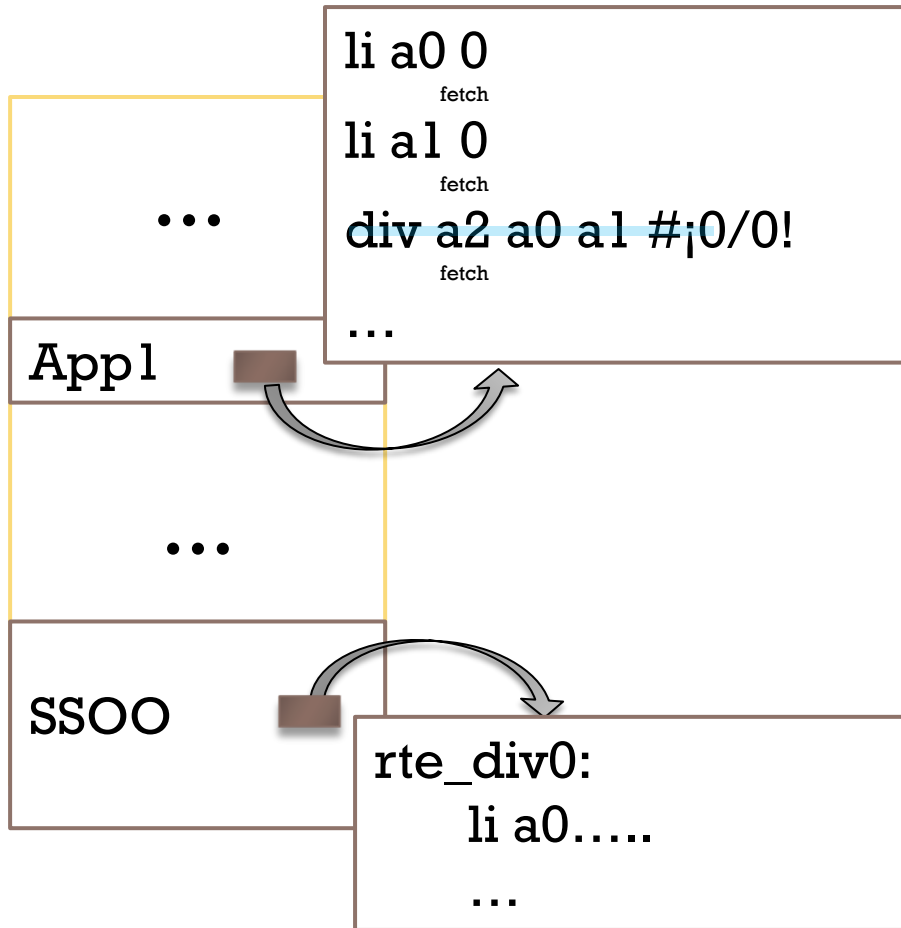 li a0 0
fetch
li a1 0
fetch
div a2 a0 a1 #¡0/0!
fetch
…
…
App1
…
SSOO
rte_div0:
li a0…..
…